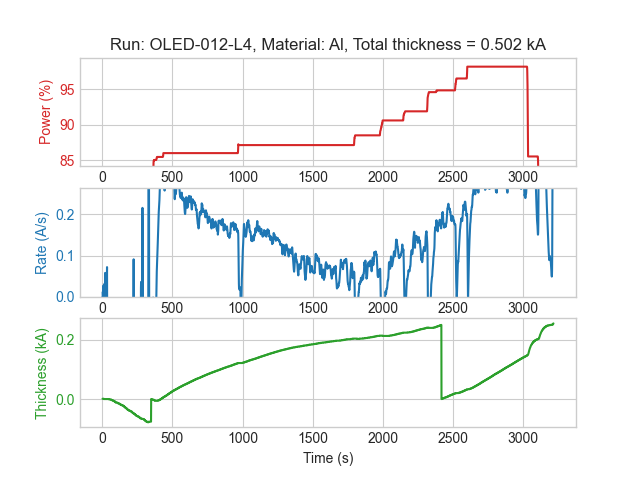 Run: OLED-012-L4, Material: Al, Total thickness = 0.502 kA
Power (%)
95
90
85
0 500 1000 1500 2000 2500 3000
Rate (A/s)
0.2
0.1
0.0
0 500 1000 1500 2000 2500 3000
Thickness (kA)
0.2
0.0
0 500 1000 1500 2000 2500 3000
Time (s)